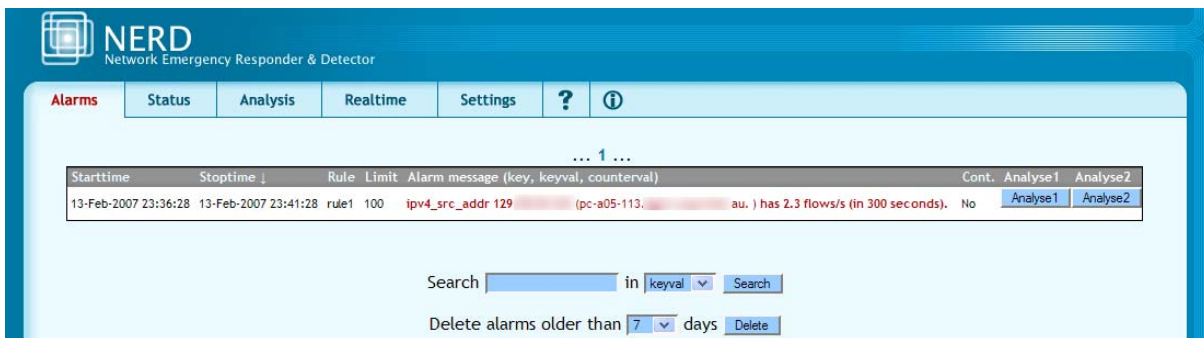 NERD
Network Emergency Responder & Detector
Alarms Status Analysis Realtime Settings ? i
... 1 ...
Starttime Stoptime ↓ Rule Limit Alarm message (key, keyval, counterval) Cont. Analyse1 Analyse2
13-Feb-2007 23:36:28 13-Feb-2007 23:41:28 rule1 100 ipv4_src_addr 129 (pc-a05-113. au. ) has 2.3 flows/s (in 300 seconds). No Analyse1 Analyse2
Search in keyval Search
Delete alarms older than 7 days Delete